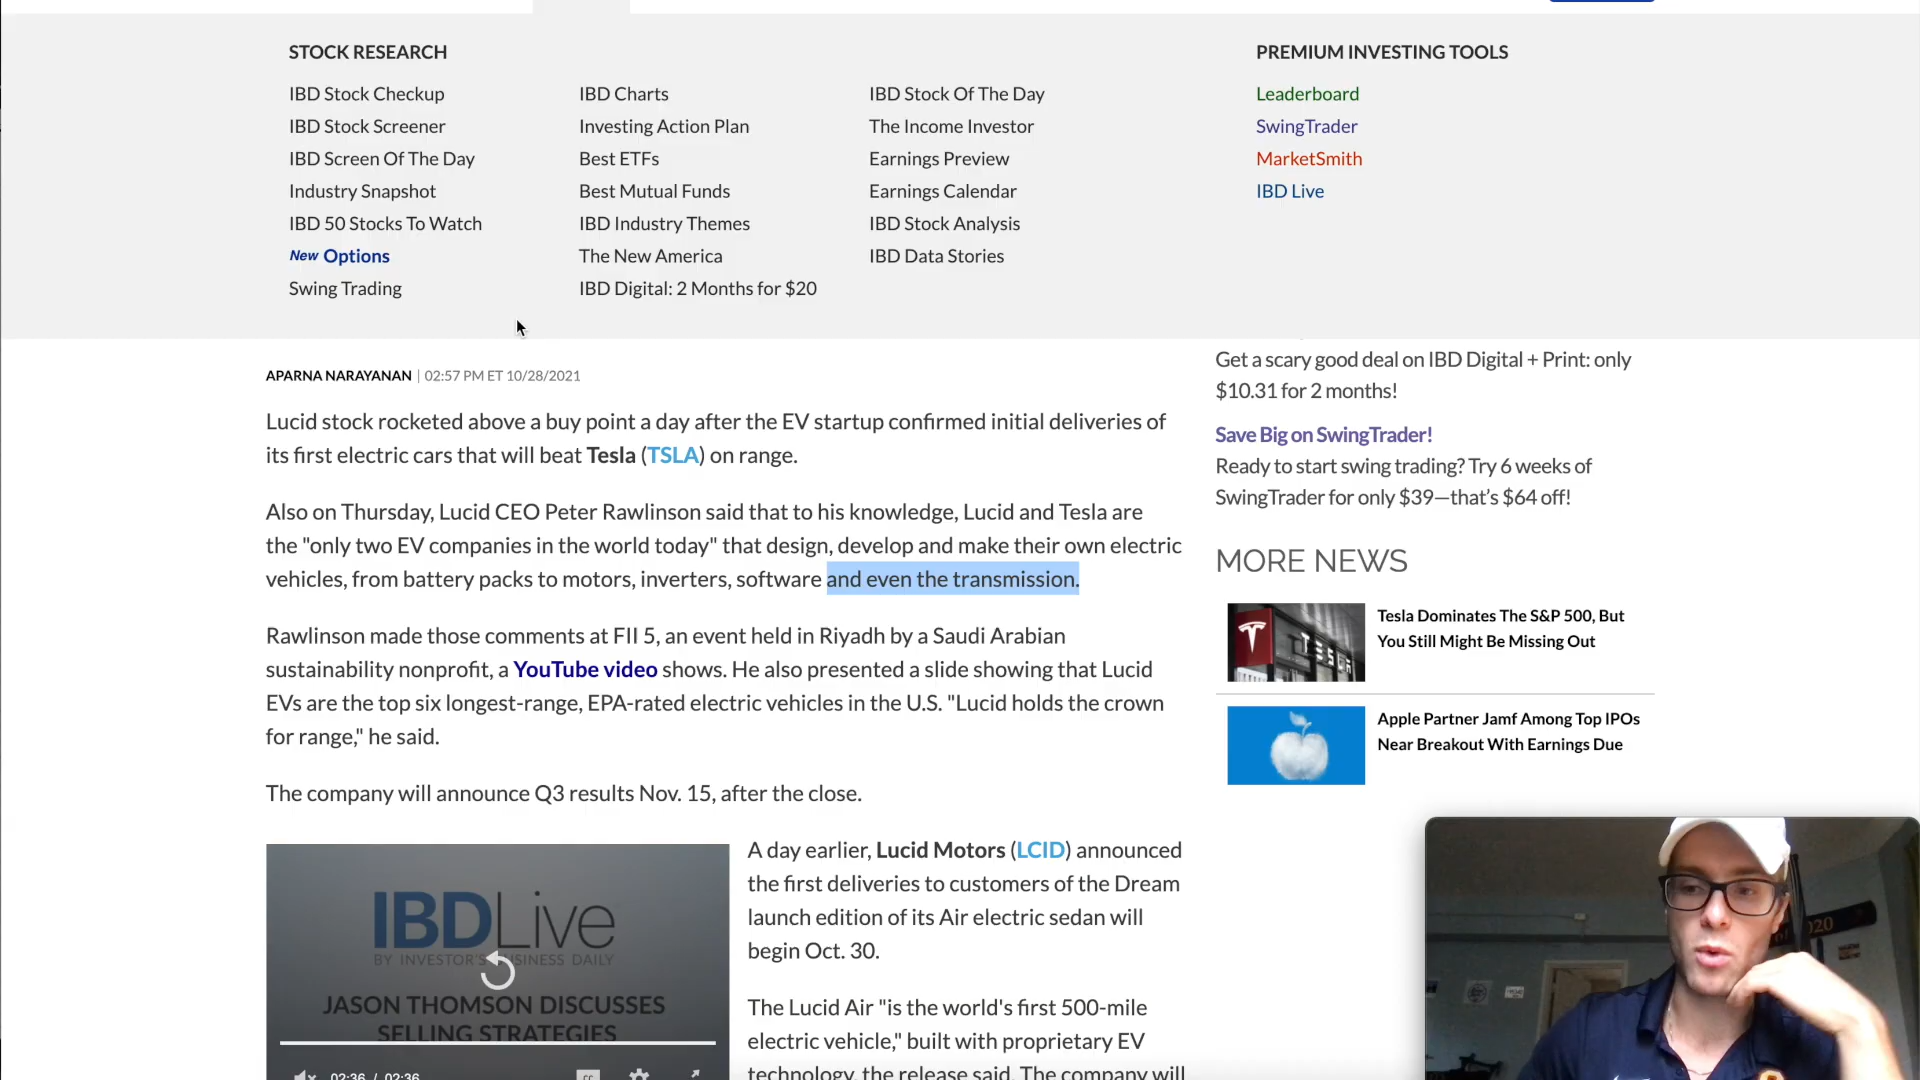 STOCK RESEARCH
PREMIUM INVESTING TOOLS
IBD Stock Checkup
IBD Stock Screener
IBD Screen Of The Day
Industry Snapshot
IBD 50 Stocks To Watch
New Options
Swing Trading
IBD Charts
Investing Action Plan
Best ETFs
Best Mutual Funds
IBD Industry Themes
The New America
IBD Digital: 2 Months for $20
IBD Stock Of The Day
The Income Investor
Earnings Preview
Earnings Calendar
IBD Stock Analysis
IBD Data Stories
Leaderboard
SwingTrader
MarketSmith
IBD Live
APARNA NARAYANAN | 02:57 PM ET 10/28/2021
Lucid stock rocketed above a buy point a day after the EV startup confirmed initial deliveries of
its first electric cars that will beat Tesla (TSLA) on range.
Also on Thursday, Lucid CEO Peter Rawlinson said that to his knowledge, Lucid and Tesla are
the "only two EV companies in the world today" that design, develop and make their own electric
vehicles, from battery packs to motors, inverters, software and even the transmission.
Rawlinson made those comments at FII 5, an event held in Riyadh by a Saudi Arabian
sustainability nonprofit, a YouTube video shows. He also presented a slide showing that Lucid
EVs are the top six longest-range, EPA-rated electric vehicles in the U.S. "Lucid holds the crown
for range," he said.
The company will announce Q3 results Nov. 15, after the close.
IBDLive
BY INVESTOR'S BUSINESS DAILY
JASON THOMSON DISCUSSES
SELLING STRATEGIES
02:36 / 02:36
CC
A day earlier, Lucid Motors (LCID) announced
the first deliveries to customers of the Dream
launch edition of its Air electric sedan will
begin Oct. 30.
The Lucid Air "is the world's first 500-mile
electric vehicle," built with proprietary EV
technology, the release said. The company will
Get a scary good deal on IBD Digital + Print: only
$10.31 for 2 months!
Save Big on SwingTrader!
Ready to start swing trading? Try 6 weeks of
SwingTrader for only $39—that's $64 off!
MORE NEWS
TESLA
Tesla Dominates The S&P 500, But
You Still Might Be Missing Out
Apple Partner Jamf Among Top IPOs
Near Breakout With Earnings Due
2020